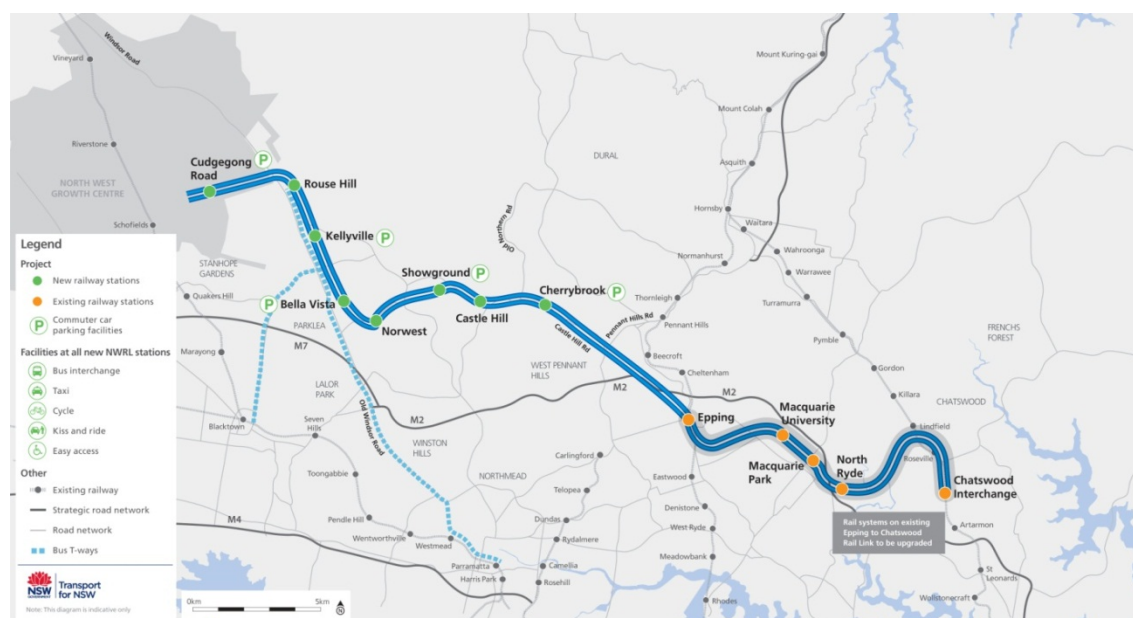 Vineyard
Windsor Road
Riverstone
NORTH WEST
GROWTH CENTRE
Schofields
Cudgegong
Road
P
Rouse Hill
Kellyville
P
Showground
P
Cherrybrook
P
P
Bella Vista
Norwest
Castle Hill
STANHOPE
GARDENS
Quakers Hill
PARKLEA
Marayong
M7
LALOR
PARK
Blacktown
Seven
Hills
M2
Old Windsor Road
WINSTON
HILLS
Toongabbie
Pendle Hill
M4
Wentworthville
Westmead
Parramatta
Harris Park
NORTHMEAD
Carlingford
Telopea
Dundas
Rydalmere
Camellia
Rosehill
DURAL
Old Northern Rd
Castle Hill Rd
Pennant Hills Rd
WEST PENNANT
HILLS
M2
M2
Mount Kuring-gai
Mount Colah
Asquith
Hornsby
Waitara
Wahroonga
Warrawee
Turramurra
Pymble
Gordon
Killara
Lindfield
Roseville
Normanhurst
Thornleigh
Pennant Hills
Beecroft
Cheltenham
FRENCHS
FOREST
CHATSWOOD
Epping
Macquarie
University
Macquarie
Park
North
Ryde
Chatswood
Interchange
Eastwood
Denistone
West Ryde
Meadowbank
Rhodes
Artarmon
St
Leonards
Wollstonecraft
Rail systems on existing
Epping to Chatswood
Rail Link to be upgraded
Legend
Project
New railway stations
Existing railway stations
P
Commuter car
parking facilities
Facilities at all new NWRL stations
Bus interchange
Taxi
Cycle
Kiss and ride
Easy access
Other
Existing railway
Strategic road network
Road network
Bus T-ways
NSW
GOVERNMENT
Transport
for NSW
Note: This diagram is indicative only
0km
5km
N